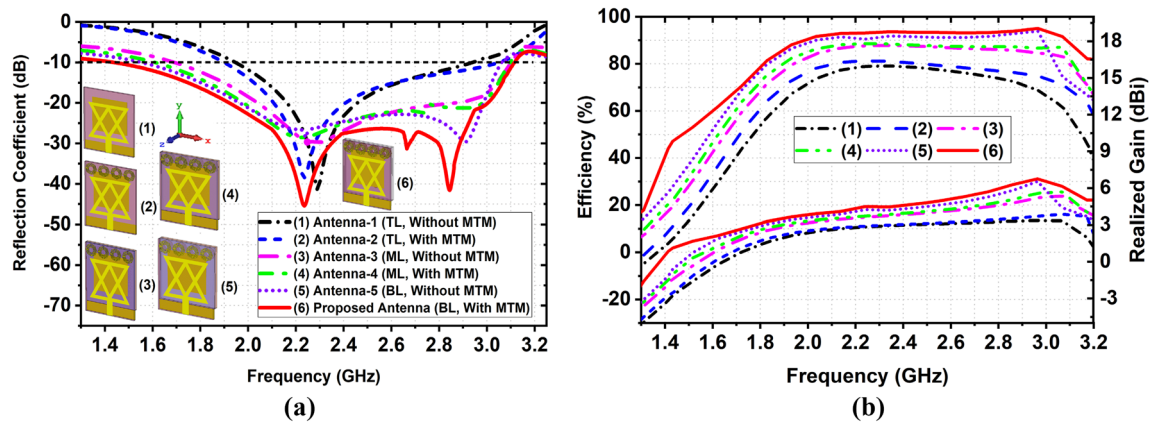 Reflection Coefficient (dB)
0
-10
-20
-30
-40
-50
-60
-70
(1)
(2)
(3)
(4)
(5)
(6)
y
z
x
(1) Antenna-1 (TL, Without MTM)
(2) Antenna-2 (TL, With MTM)
(3) Antenna-3 (ML, Without MTM)
(4) Antenna-4 (ML, With MTM)
(5) Antenna-5 (BL, Without MTM)
(6) Proposed Antenna (BL, With MTM)
1.4 1.6 1.8 2.0 2.2 2.4 2.6 2.8 3.0 3.2
Frequency (GHz)
(a)
Efficiency (%)
100
80
60
40
20
0
-20
(1) (2) (3)
(4) (5) (6)
18
15
12
9
6
3
0
-3
Realized Gain (dBi)
1.4 1.6 1.8 2.0 2.2 2.4 2.6 2.8 3.0 3.2
Frequency (GHz)
(b)